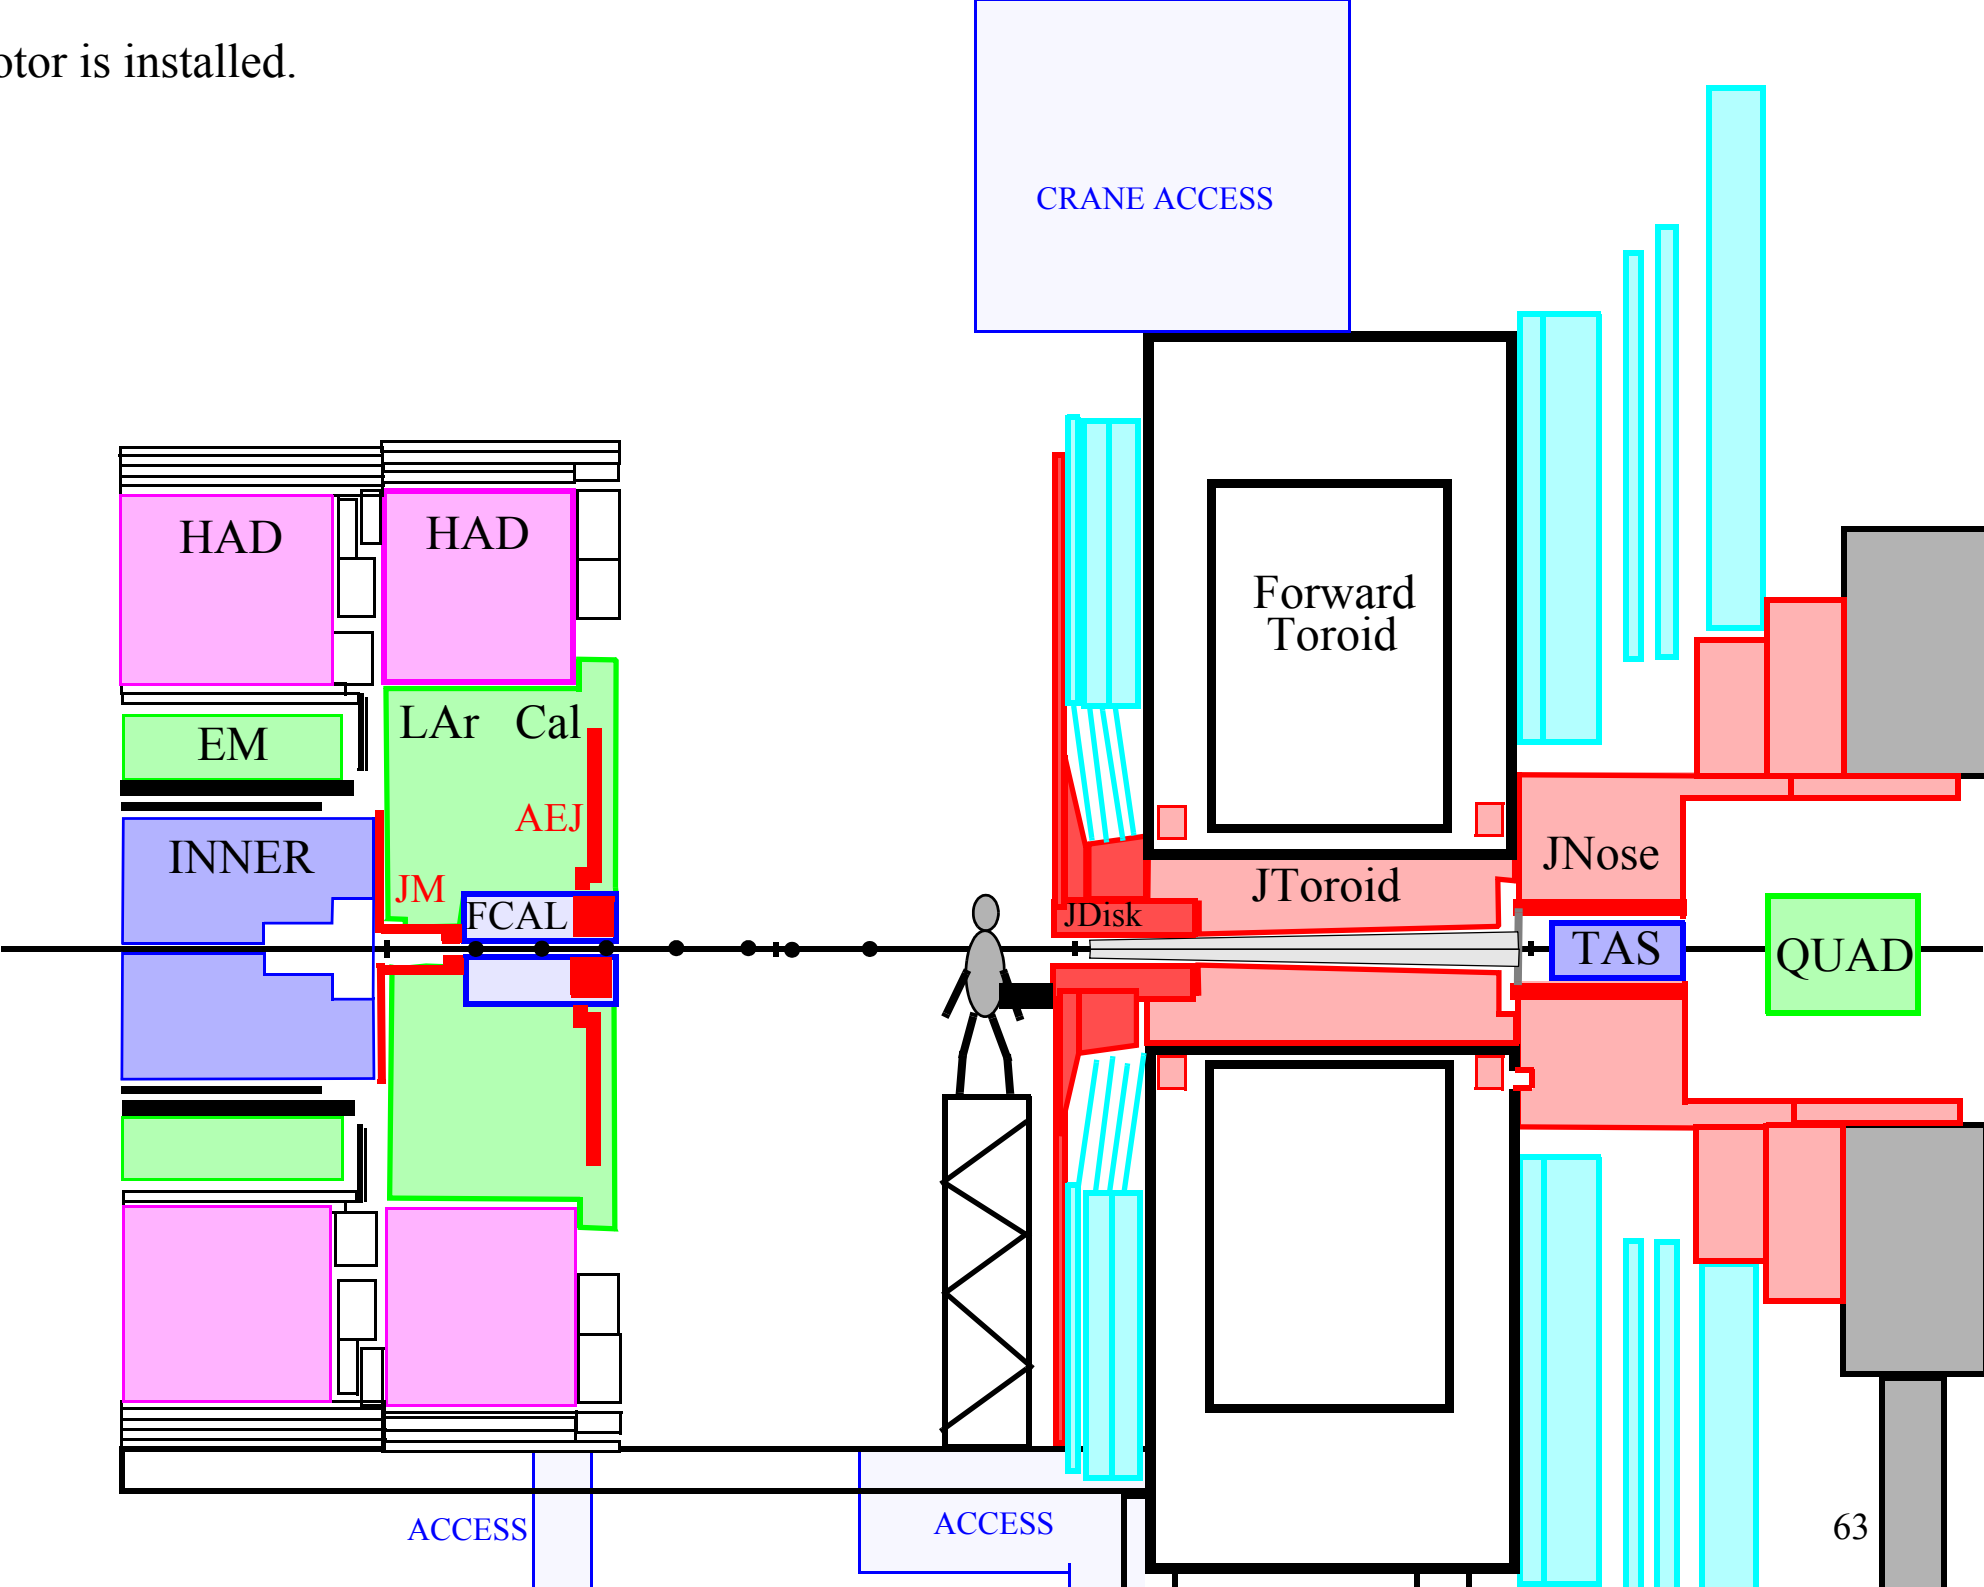 otor is installed.
CRANE ACCESS
HAD
HAD
Forward
Toroid
LAr Cal
EM
AEJ
INNER
JM
FCAL
JDisk
JToroid
JNose
TAS
QUAD
ACCESS
ACCESS
63